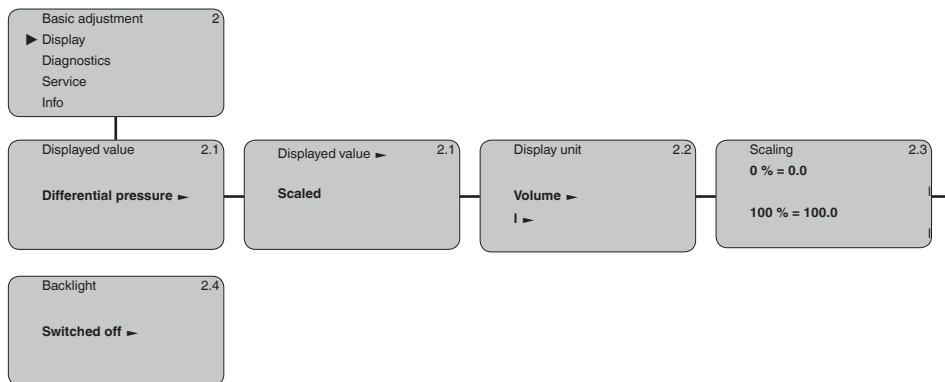 Basic adjustment 2
▶ Display
Diagnostics
Service
Info
Displayed value 2.1
Differential pressure ►
Displayed value ► 2.1
Scaled
Display unit 2.2
Volume ►
l ►
Scaling 2.3
0 % = 0.0
l
100 % = 100.0
l
Backlight 2.4
Switched off ►